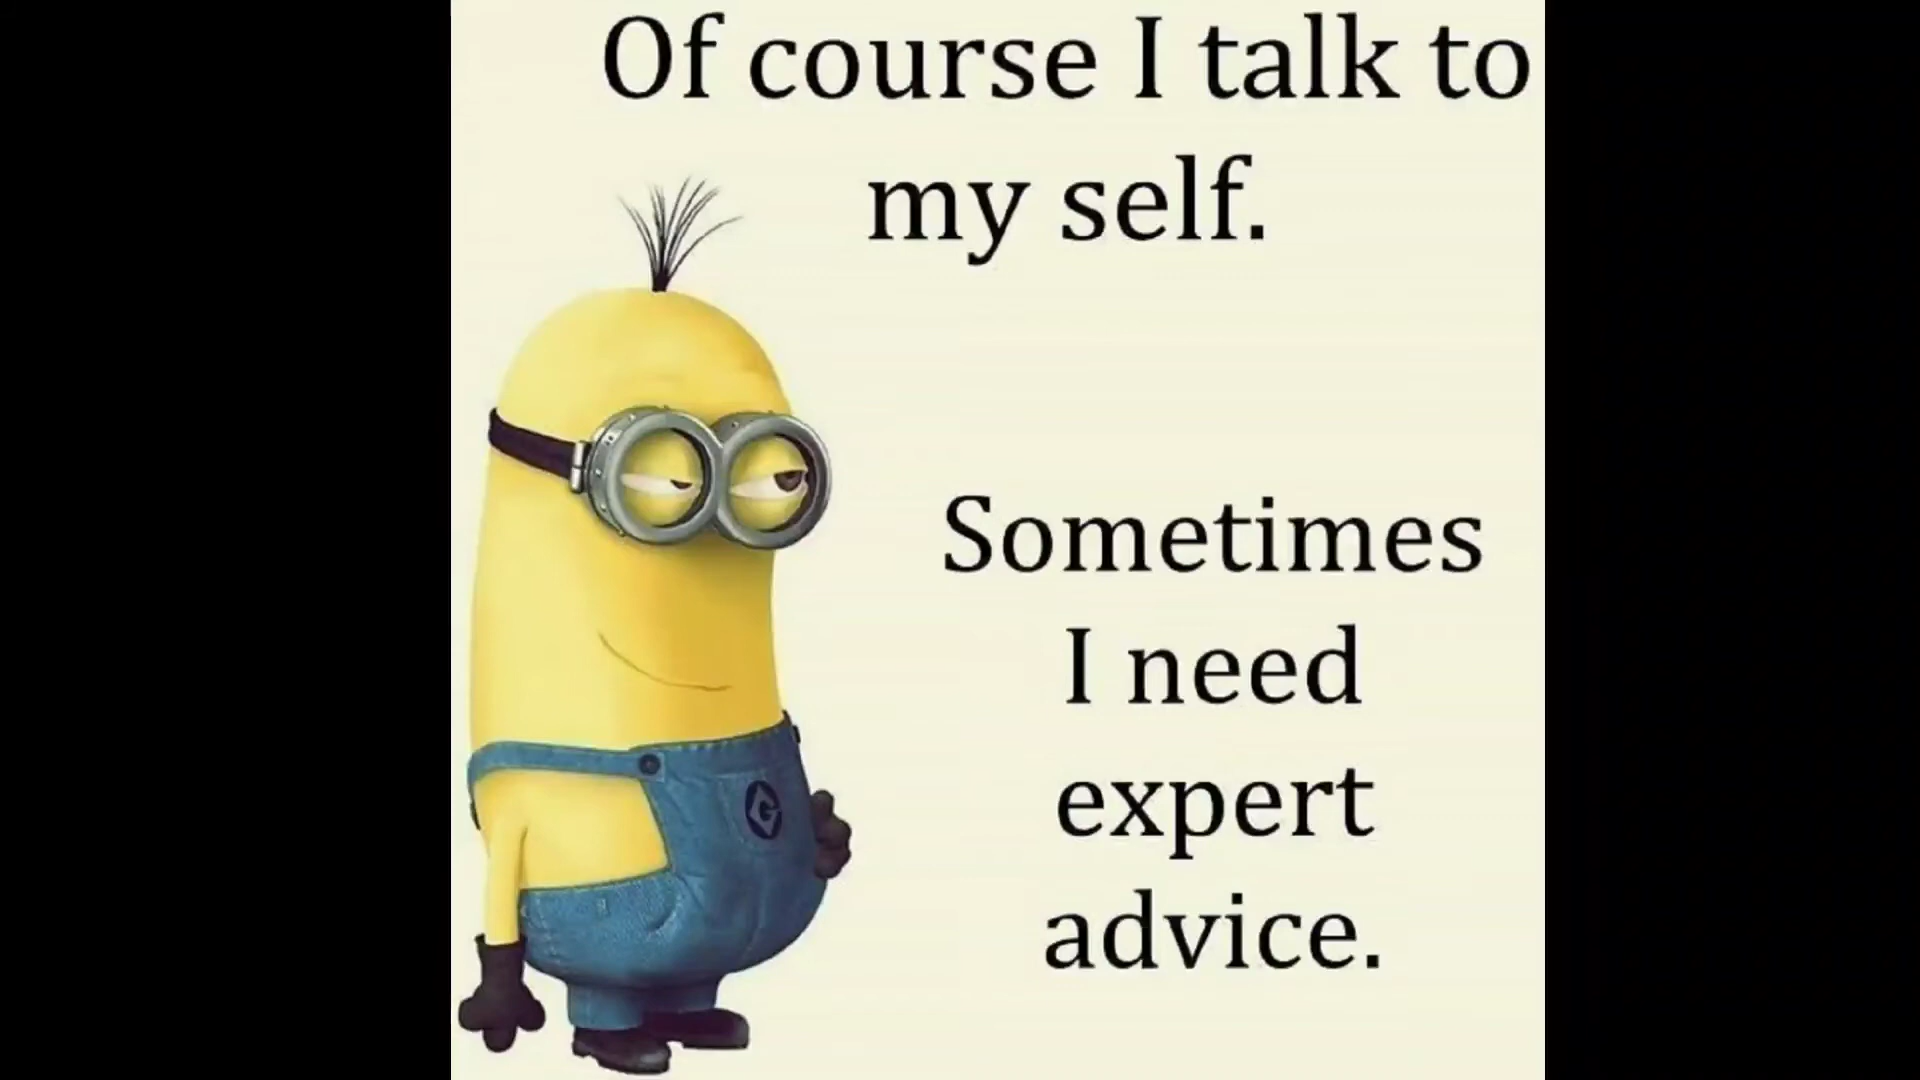 Of course I talk to
my self.
Sometimes
I need
expert
advice.